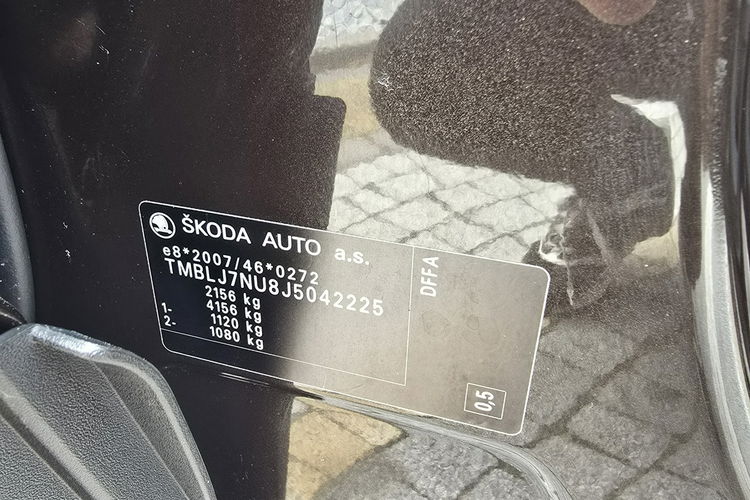 ŠKODA AUTO a.s.
e8*2007/46*0272
TMBLJ7NU8J5042225
2156 kg
4156 kg
1- 1120 kg
2- 1080 kg
DFFA
0,5